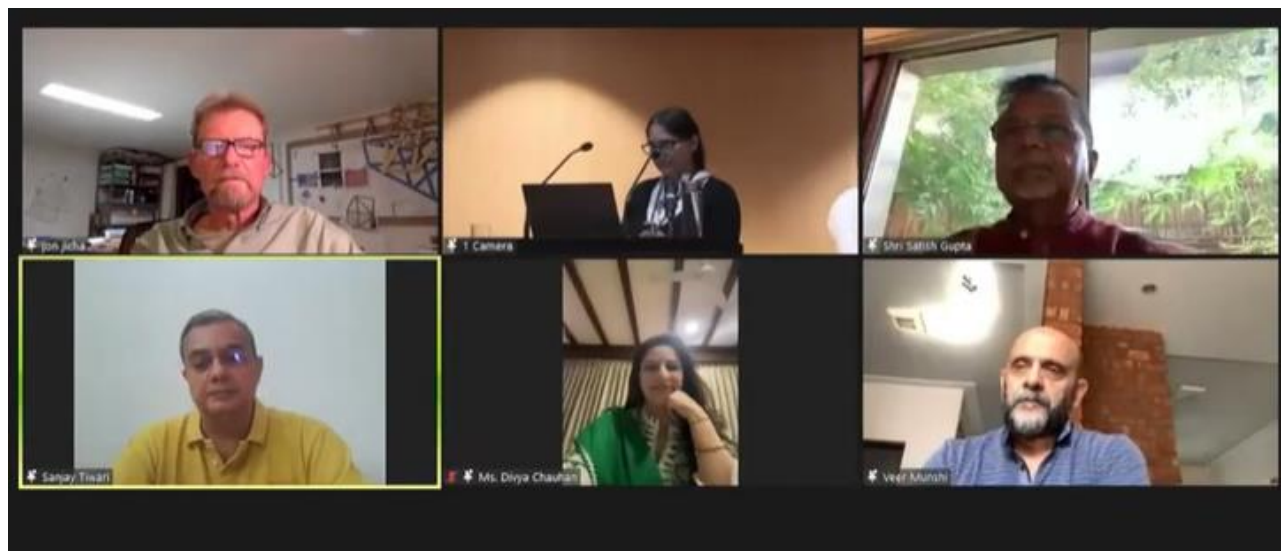 Jon Jicha
1 Camera
Shri Satish Gupta
Sanjay Tiwari
Ms. Divya Chauhan
Veer Munshi